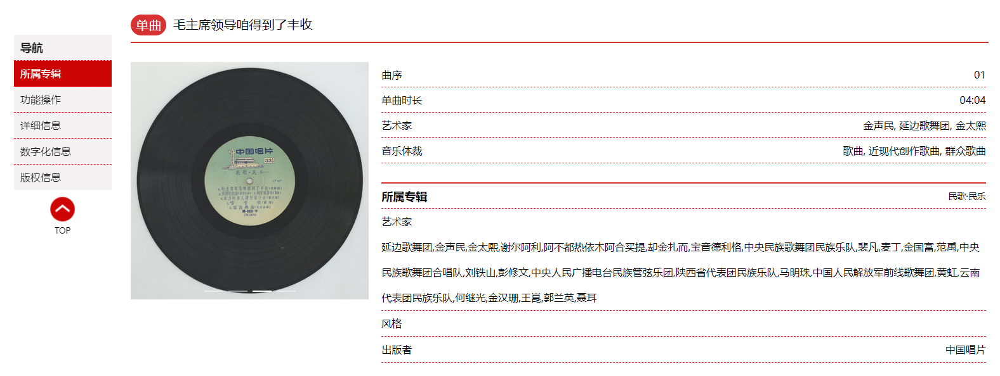 单曲 毛主席领导咱得到了丰收
导航
所属专辑
功能操作
详细信息
数字化信息
版权信息
TOP
中国唱片
33⅓
民歌·民乐
M-003
曲序 01
单曲时长 04:04
艺术家 金声民, 延边歌舞团, 金太熙
音乐体裁 歌曲, 近现代创作歌曲, 群众歌曲
所属专辑 民歌·民乐
艺术家
延边歌舞团,金声民,金太熙,谢尔阿利,阿不都热依木阿合买提,却金扎而,宝音德利格,中央民族歌舞团民族乐队,裴凡,麦丁,金国富,范禹,中央
民族歌舞团合唱队,刘铁山,彭修文,中央人民广播电台民族管弦乐团,陕西省代表团民族乐队,马明珠,中国人民解放军前线歌舞团,黄虹,云南
代表团民族乐队,何继光,金汉珊,王崑,郭兰英,聂耳
风格
出版者 中国唱片